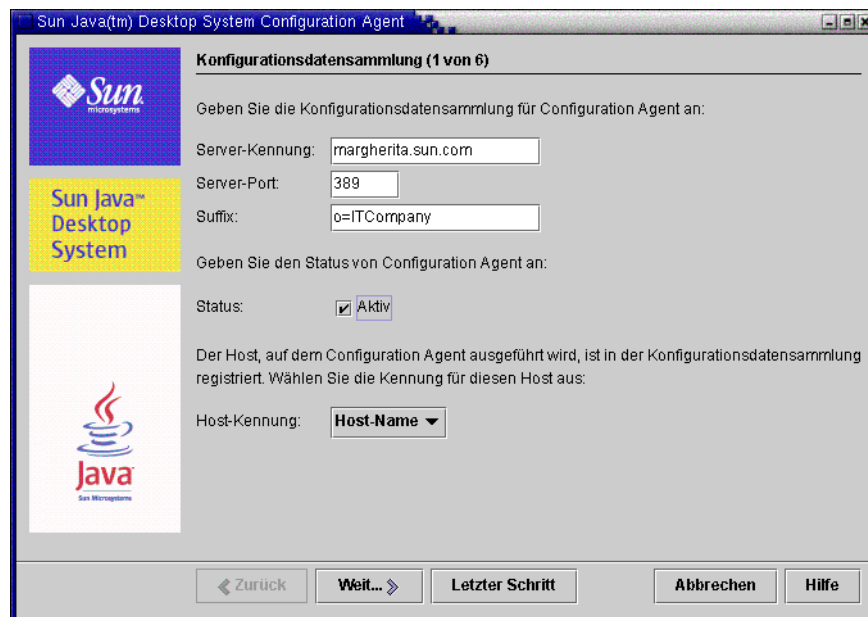 Sun Java(tm) Desktop System Configuration Agent
Sun
microsystems
Sun Java™
Desktop
System
Java
Sun Microsystems
Konfigurationsdatensammlung (1 von 6)
Geben Sie die Konfigurationsdatensammlung für Configuration Agent an:
Server-Kennung: margherita.sun.com
Server-Port: 389
Suffix: o=ITCompany
Geben Sie den Status von Configuration Agent an:
Status: Aktiv
Der Host, auf dem Configuration Agent ausgeführt wird, ist in der Konfigurationsdatensammlung
registriert. Wählen Sie die Kennung für diesen Host aus:
Host-Kennung: Host-Name
Zurück Weit... Letzter Schritt Abbrechen Hilfe